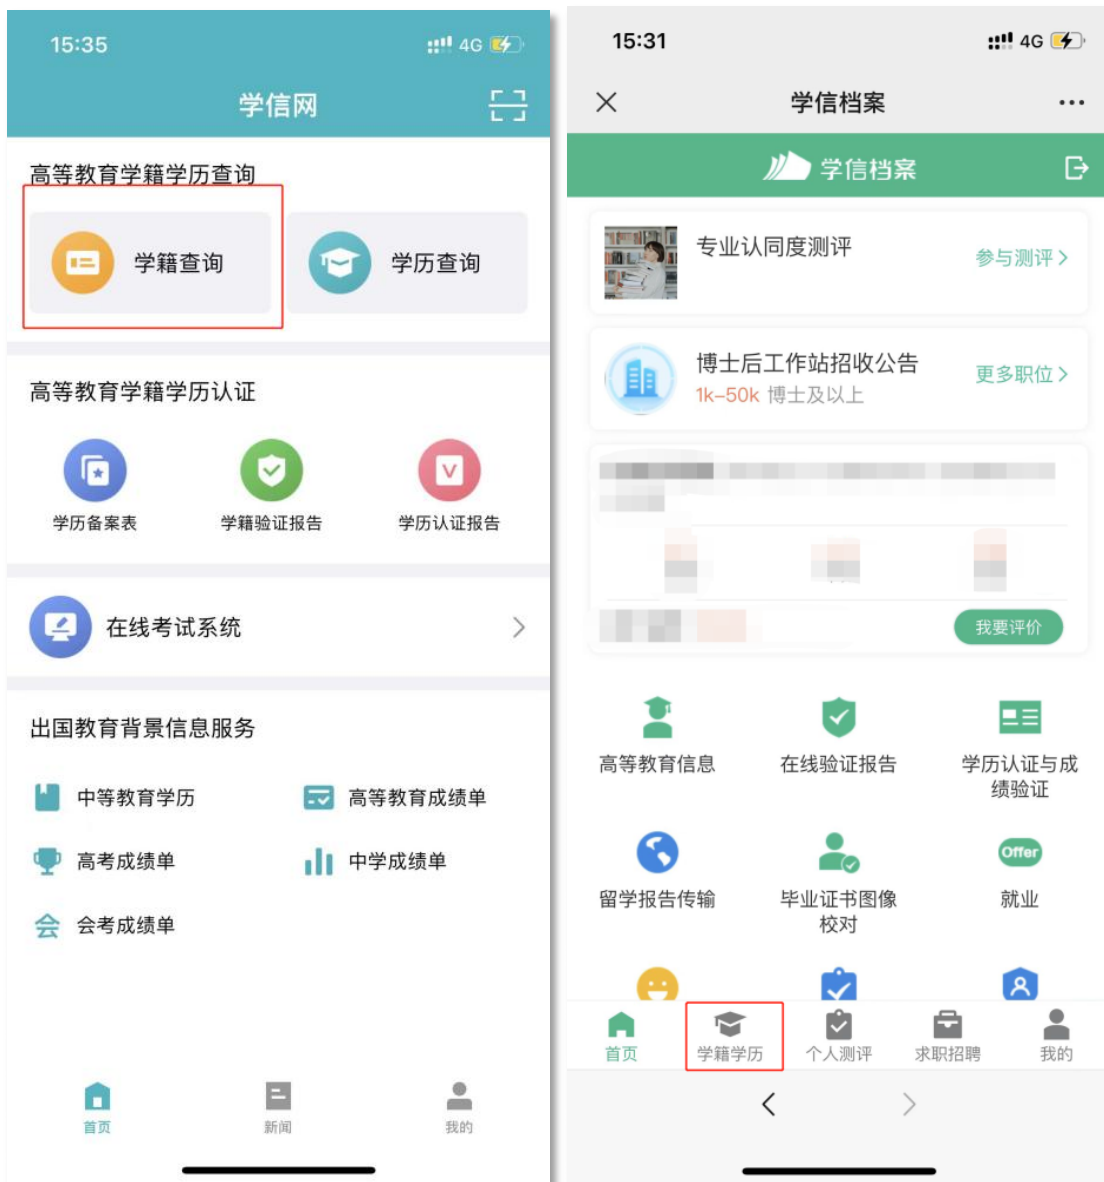 15:35
4G
学信网
高等教育学籍学历查询
学籍查询
学历查询
高等教育学籍学历认证
学历备案表
学籍验证报告
V
学历认证报告
在线考试系统
出国教育背景信息服务
中等教育学历
高等教育成绩单
高考成绩单
中学成绩单
会
会考成绩单
首页
新闻
我的
15:31
4G
学信档案
学信档案
专业认同度测评
参与测评
博士后工作站招收公告
1k-50k 博士及以上
更多职位
我要评价
高等教育信息
在线验证报告
学历认证与成
绩验证
留学报告传输
毕业证书图像
校对
Offer
就业
首页
学籍学历
个人测评
求职招聘
我的